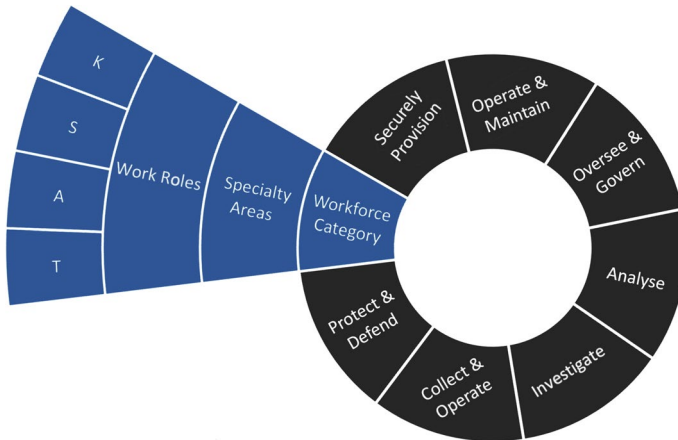 K
S
A
T
Work Roles
Specialty
Areas
Workforce
Category
Securely
Provision
Operate &
Maintain
Oversee &
Govern
Analyse
Investigate
Collect &
Operate
Protect &
Defend